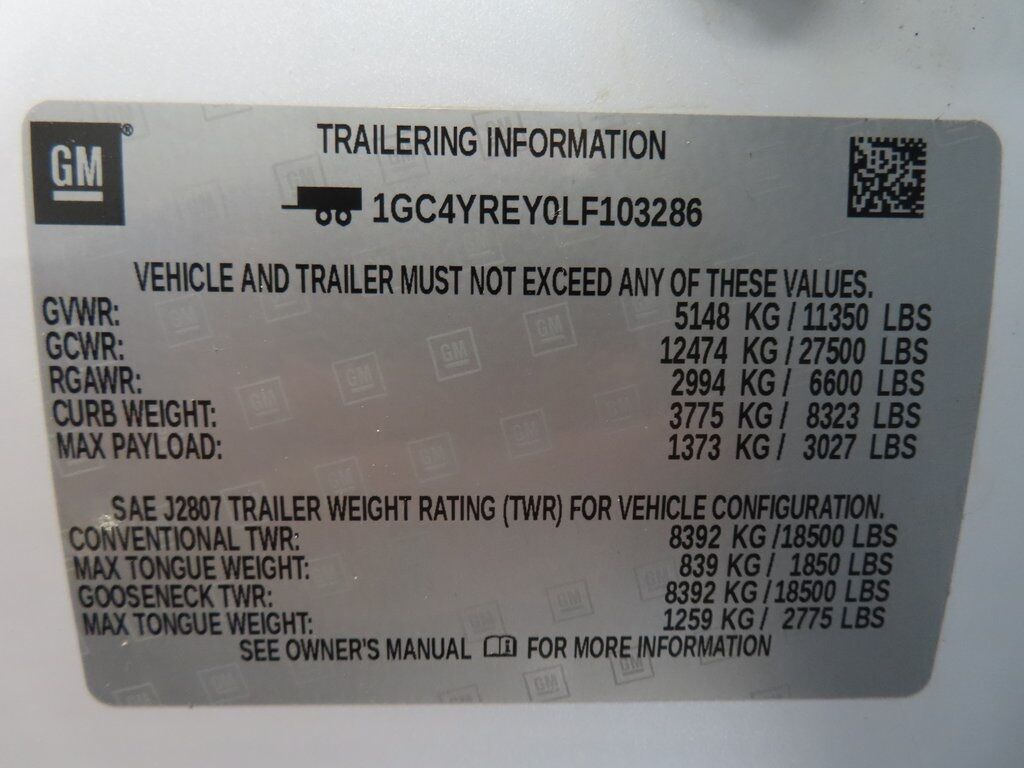 GM®
TRAILERING INFORMATION
1GC4YREY0LF103286
VEHICLE AND TRAILER MUST NOT EXCEED ANY OF THESE VALUES.
GVWR: 5148 KG / 11350 LBS
GCWR: 12474 KG / 27500 LBS
RGAWR: 2994 KG / 6600 LBS
CURB WEIGHT: 3775 KG / 8323 LBS
MAX PAYLOAD: 1373 KG / 3027 LBS
SAE J2807 TRAILER WEIGHT RATING (TWR) FOR VEHICLE CONFIGURATION.
CONVENTIONAL TWR: 8392 KG /18500 LBS
MAX TONGUE WEIGHT: 839 KG / 1850 LBS
GOOSENECK TWR: 8392 KG /18500 LBS
MAX TONGUE WEIGHT: 1259 KG / 2775 LBS
SEE OWNER'S MANUAL FOR MORE INFORMATION